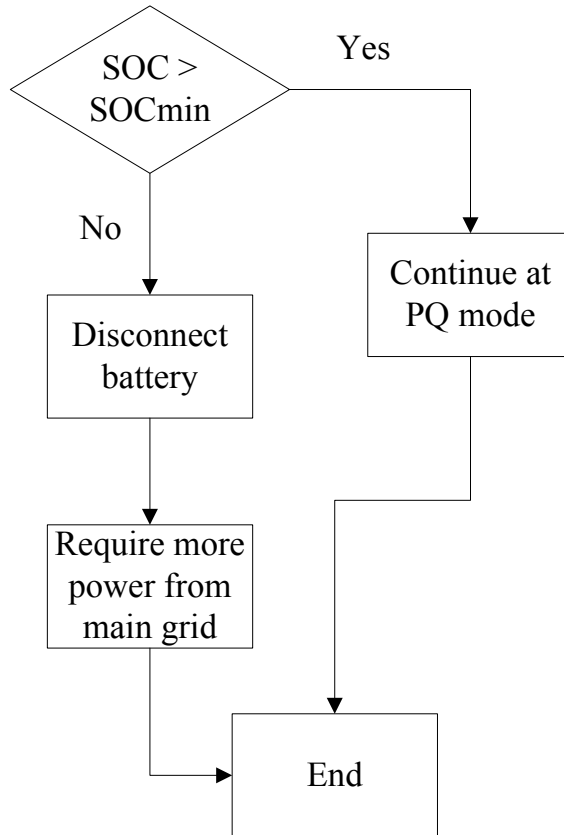 SOC >
SOCmin
Yes
No
Continue at
PQ mode
Disconnect
battery
Require more
power from
main grid
End